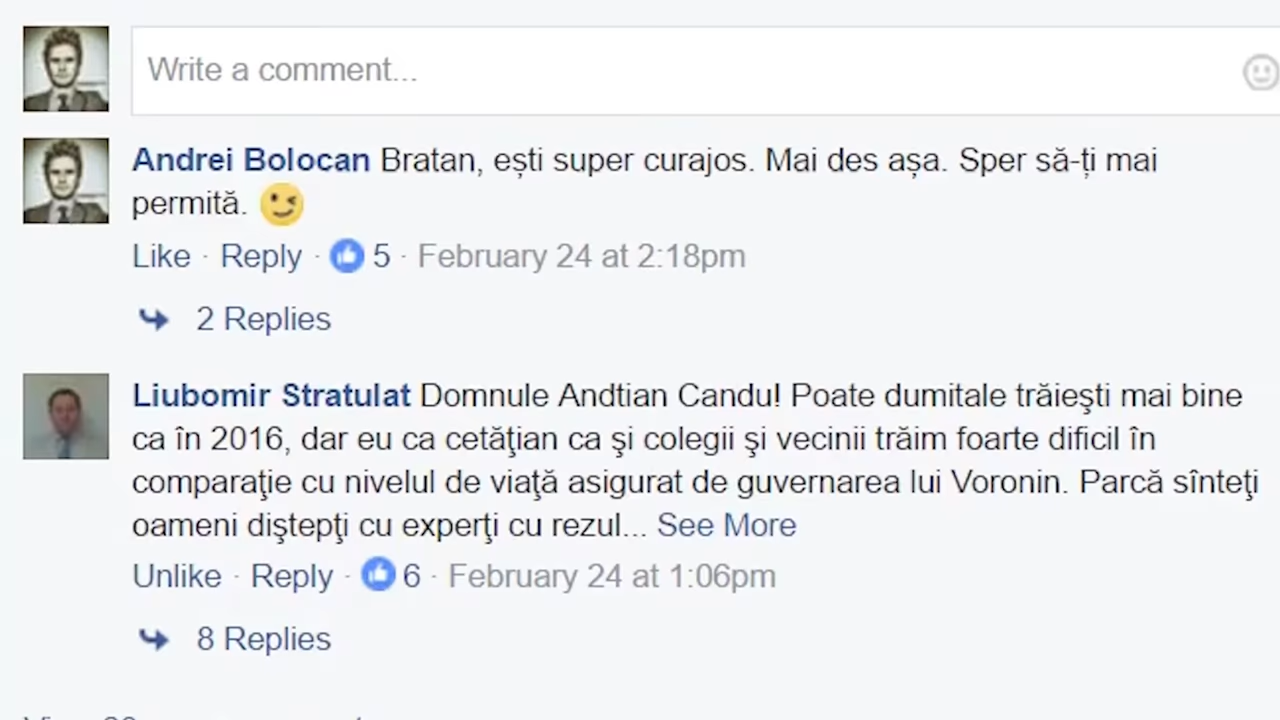 Write a comment...
Andrei Bolocan Bratan, ești super curajos. Mai des așa. Sper să-ți mai
permită. 😉
Like · Reply · 5 · February 24 at 2:18pm
2 Replies
Liubomir Stratulat Domnule Andtian Candu! Poate dumitale trăieşti mai bine
ca în 2016, dar eu ca cetăţian ca şi colegii şi vecinii trăim foarte dificil în
comparaţie cu nivelul de viaţă asigurat de guvernarea lui Voronin. Parcă sînteţi
oameni diştepţi cu experţi cu rezul... See More
Unlike · Reply · 6 · February 24 at 1:06pm
8 Replies